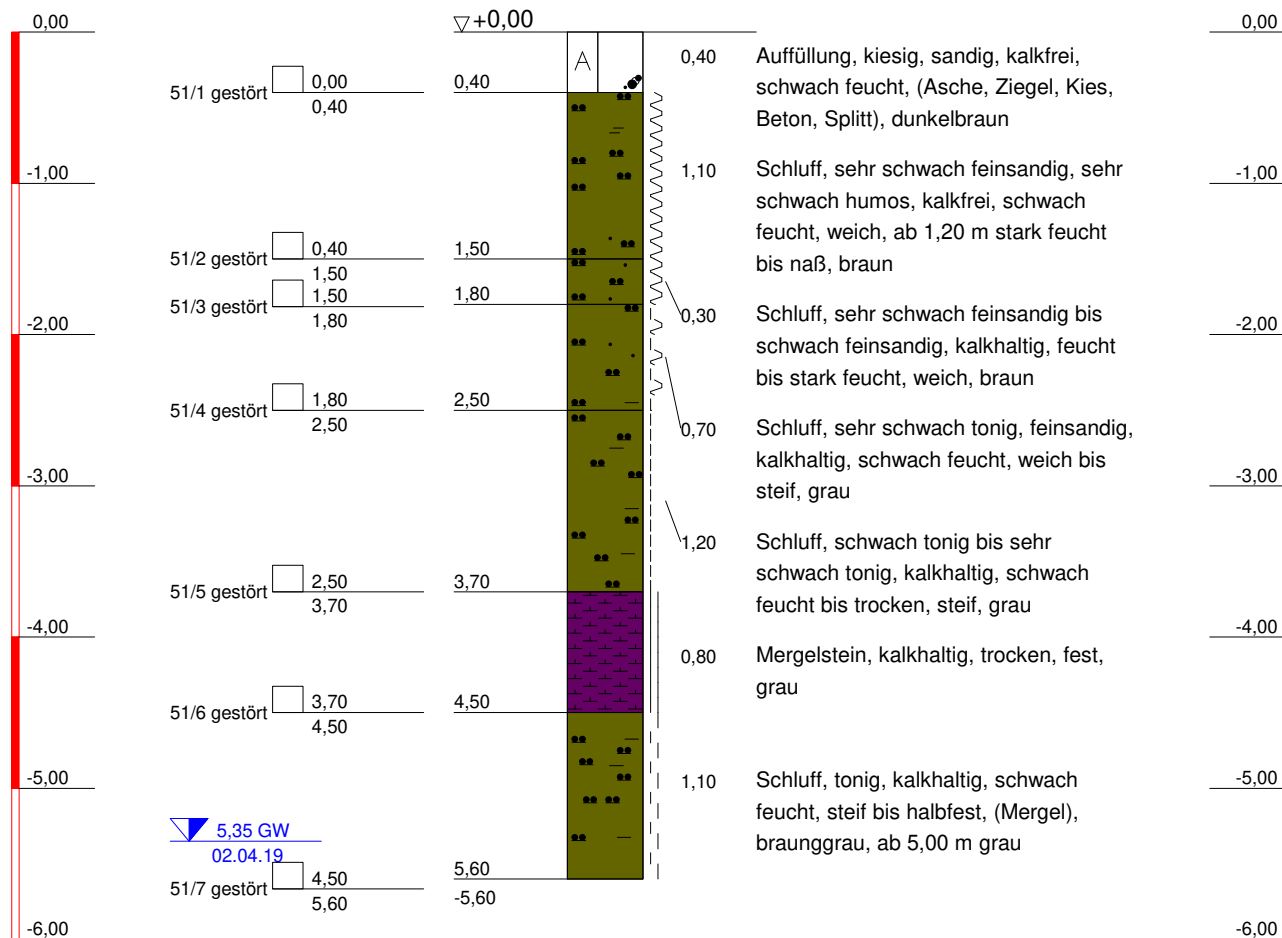 0,00
+0,00
0,00
A
0,40 Auffüllung, kiesig, sandig, kalkfrei,
schwach feucht, (Asche, Ziegel, Kies,
Beton, Splitt), dunkelbraun
51/1 gestört 0,00
0,40
0,40
-1,00
-1,00
1,10 Schluff, sehr schwach feinsandig, sehr
schwach humos, kalkfrei, schwach
feucht, weich, ab 1,20 m stark feucht
bis naß, braun
51/2 gestört 0,40
1,50
1,50
51/3 gestört 1,50
1,80
1,80
0,30 Schluff, sehr schwach feinsandig bis
schwach feinsandig, kalkhaltig, feucht
bis stark feucht, weich, braun
-2,00
-2,00
51/4 gestört 1,80
2,50
2,50
0,70 Schluff, sehr schwach tonig, feinsandig,
kalkhaltig, schwach feucht, weich bis
steif, grau
-3,00
-3,00
1,20 Schluff, schwach tonig bis sehr
schwach tonig, kalkhaltig, schwach
feucht bis trocken, steif, grau
51/5 gestört 2,50
3,70
3,70
-4,00
-4,00
0,80 Mergelstein, kalkhaltig, trocken, fest,
grau
51/6 gestört 3,70
4,50
4,50
-5,00
-5,00
1,10 Schluff, tonig, kalkhaltig, schwach
feucht, steif bis halbfest, (Mergel),
braunggrau, ab 5,00 m grau
5,35 GW
02.04.19
51/7 gestört 4,50
5,60
5,60
-5,60
-6,00
-6,00